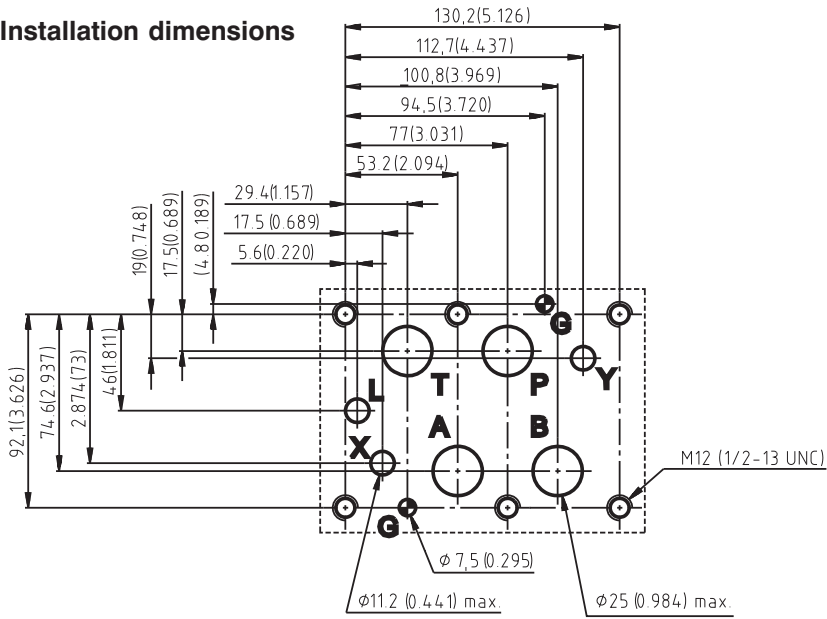 Installation dimensions
130,2(5.126)
112,7(4.437)
100,8(3.969)
94,5(3.720)
77(3.031)
53.2(2.094)
29.4(1.157)
17.5 (0.689)
5.6(0.220)
19(0.748)
17.5(0.689)
(4.8 0.189)
92,1(3.626)
74.6(2.937)
2.874(73)
46(1.811)
G
L
T
P
Y
A
B
X
G
M12 (1/2-13 UNC)
Φ 7,5 (0.295)
Φ11.2 (0.441) max.
Φ25 (0.984) max.